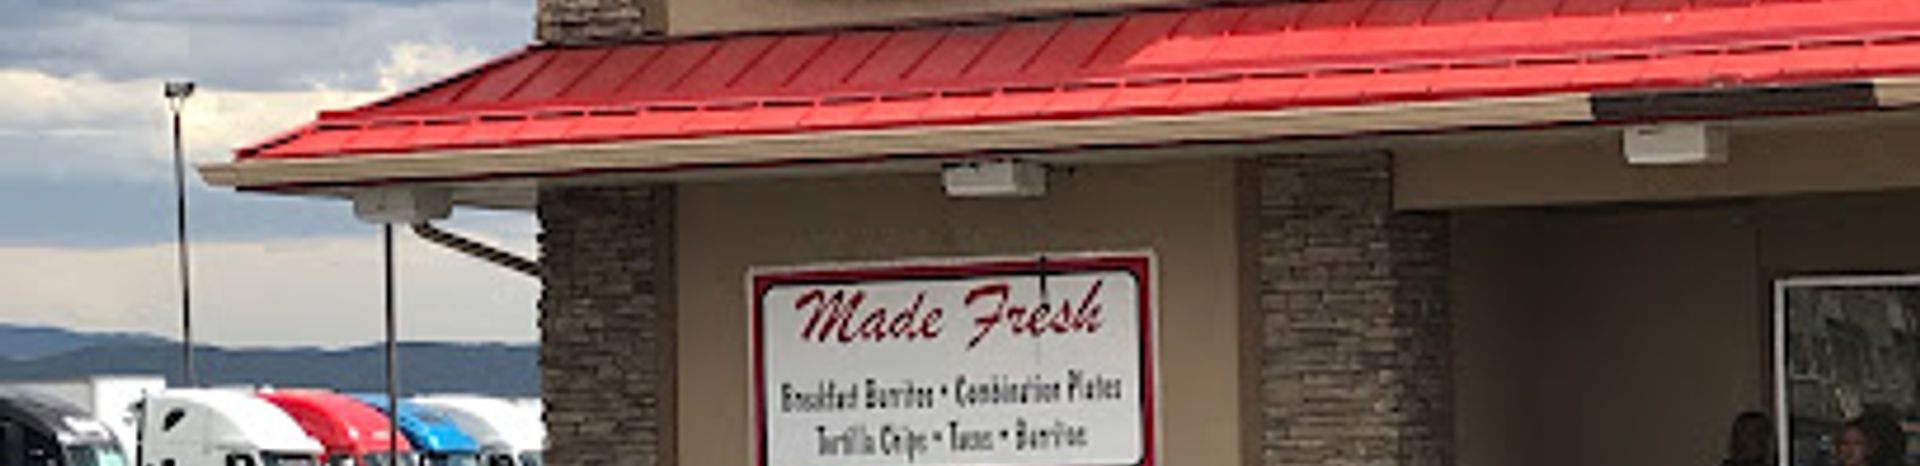 Made Fresh
Breakfast Burritos • Combination Plates
Tortilla Chips • Tacos • Burritos